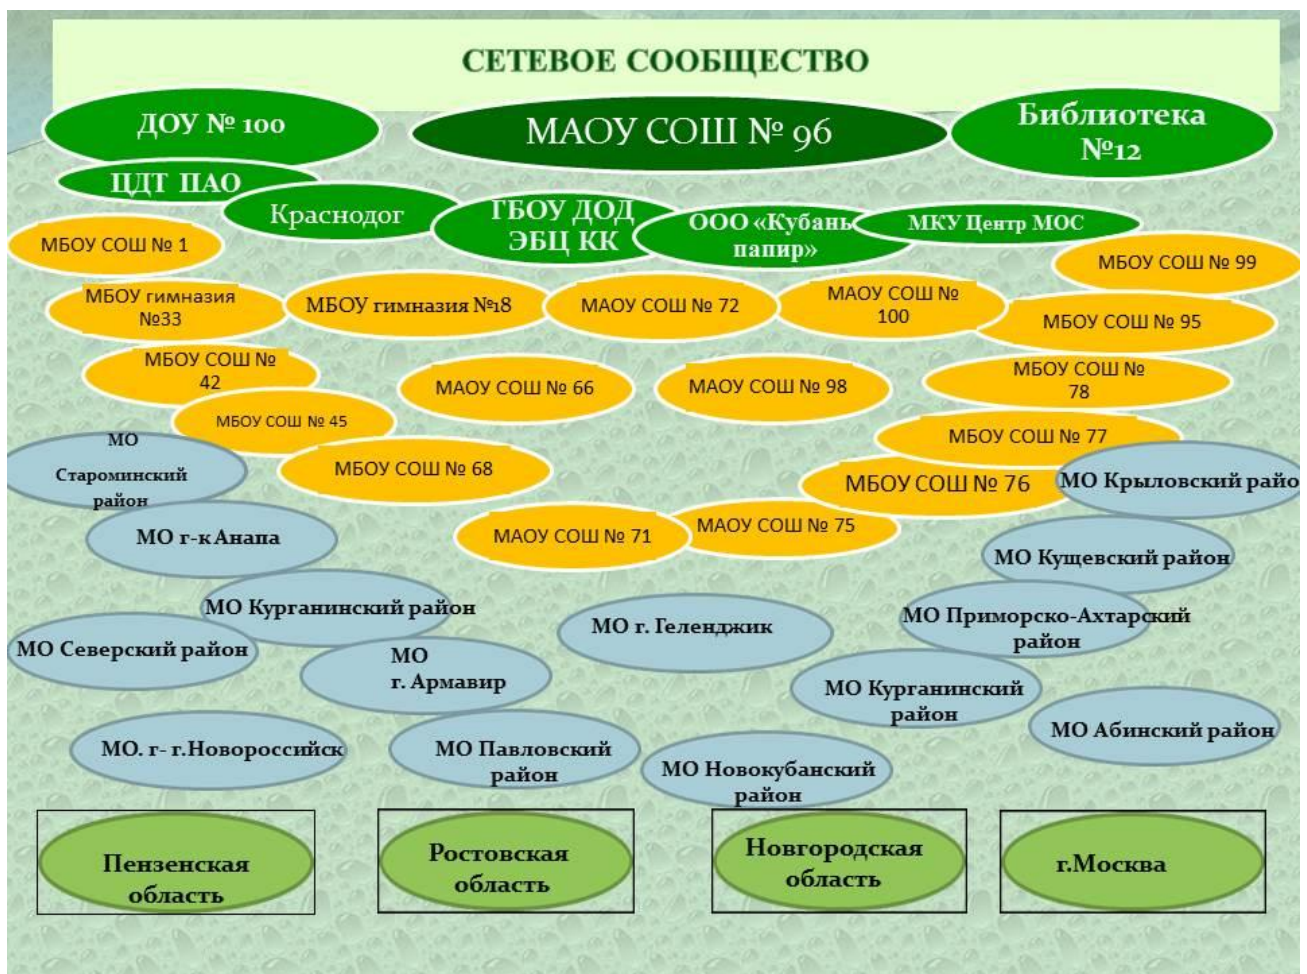 СЕТЕВОЕ СООБЩЕСТВО
ДОУ № 100
МАОУ СОШ № 96
Библиотека
№12
ЦДТ ПАО
Краснодог
ГБОУ ДОД
ЭБЦ КК
ООО «Кубань
папир»
МКУ Центр МОС
МБОУ СОШ № 1
МБОУ СОШ № 99
МБОУ гимназия
№33
МБОУ гимназия №18
МАОУ СОШ № 72
МАОУ СОШ №
100
МБОУ СОШ № 95
МБОУ СОШ №
42
МАОУ СОШ № 66
МАОУ СОШ № 98
МБОУ СОШ №
78
МБОУ СОШ № 45
МБОУ СОШ № 77
МО
Староминский
район
МБОУ СОШ № 68
МБОУ СОШ № 76
МО Крыловский райо
МО г-к Анапа
МАОУ СОШ № 71
МАОУ СОШ № 75
МО Кущевский район
МО Курганинский район
МО г. Геленджик
МО Приморско-Ахтарский
район
МО Северский район
МО
г. Армавир
МО Курганинский
район
МО. г- г.Новороссийск
МО Павловский
район
МО Новокубанский
район
МО Абинский район
Пензенская
область
Ростовская
область
Новгородская
область
г.Москва